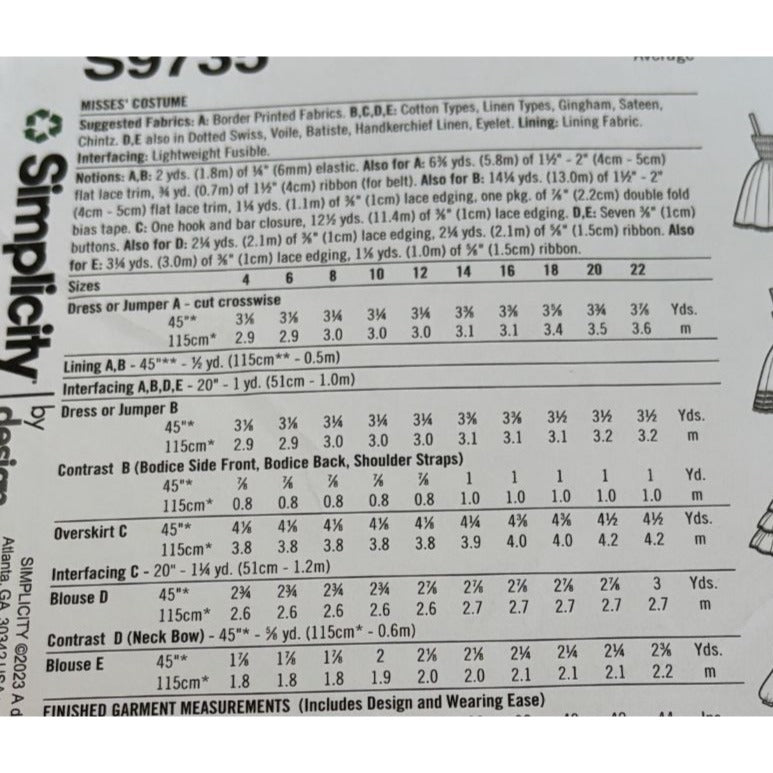 S9735
Average
MISSES' COSTUME
Suggested Fabrics: A: Border Printed Fabrics. B,C,D,E: Cotton Types, Linen Types, Gingham, Sateen,
Chintz. D,E also in Dotted Swiss, Voile, Batiste, Handkerchief Linen, Eyelet. Lining: Lining Fabric.
Interfacing: Lightweight Fusible.
Notions: A,B: 2 yds. (1.8m) of ¼" (6mm) elastic. Also for A: 6⅜ yds. (5.8m) of 1½" - 2" (4cm - 5cm)
flat lace trim, ¾ yd. (0.7m) of 1½" (4cm) ribbon (for belt). Also for B: 14¼ yds. (13.0m) of 1½" - 2"
(4cm - 5cm) flat lace trim, 1¼ yds. (1.1m) of ⅜" (1cm) lace edging, one pkg. of ⅞" (2.2cm) double fold
bias tape. C: One hook and bar closure, 12½ yds. (11.4m) of ⅜" (1cm) lace edging. D,E: Seven ⅜" (1cm)
buttons. Also for D: 2¼ yds. (2.1m) of ⅜" (1cm) lace edging, 2¼ yds. (2.1m) of ⅝" (1.5cm) ribbon. Also
for E: 3¼ yds. (3.0m) of ⅜" (1cm) lace edging, 1⅛ yds. (1.0m) of ⅝" (1.5cm) ribbon.
Sizes 4 6 8 10 12 14 16 18 20 22
Dress or Jumper A - cut crosswise
45"* 3⅛ 3⅛ 3¼ 3¼ 3¼ 3⅜ 3⅜ 3⅝ 3¾ 3⅞ Yds.
115cm* 2.9 2.9 3.0 3.0 3.0 3.1 3.1 3.4 3.5 3.6 m
Lining A,B - 45"** - ½ yd. (115cm** - 0.5m)
Interfacing A,B,D,E - 20" - 1 yd. (51cm - 1.0m)
Dress or Jumper B
45"* 3⅛ 3⅛ 3¼ 3¼ 3¼ 3⅜ 3⅜ 3½ 3½ 3½ Yds.
115cm* 2.9 2.9 3.0 3.0 3.0 3.1 3.1 3.1 3.2 3.2 m
Contrast B (Bodice Side Front, Bodice Back, Shoulder Straps)
45"* ⅞ ⅞ ⅞ ⅞ ⅞ 1 1 1 1 1 Yd.
115cm* 0.8 0.8 0.8 0.8 0.8 1.0 1.0 1.0 1.0 1.0 m
Overskirt C 45"* 4⅛ 4⅛ 4⅛ 4⅛ 4⅛ 4¼ 4⅜ 4⅜ 4½ 4½ Yds.
115cm* 3.8 3.8 3.8 3.8 3.8 3.9 4.0 4.0 4.2 4.2 m
Interfacing C - 20" - 1¼ yd. (51cm - 1.2m)
Blouse D 45"* 2¾ 2¾ 2¾ 2¾ 2⅞ 2⅞ 2⅞ 2⅞ 2⅞ 3 Yds.
115cm* 2.6 2.6 2.6 2.6 2.6 2.7 2.7 2.7 2.7 2.7 m
Contrast D (Neck Bow) - 45"* - ⅝ yd. (115cm* - 0.6m)
Blouse E 45"* 1⅞ 1⅞ 1⅞ 2 2⅛ 2⅛ 2¼ 2¼ 2¼ 2⅜ Yds.
115cm* 1.8 1.8 1.8 1.9 2.0 2.0 2.1 2.1 2.1 2.2 m
FINISHED GARMENT MEASUREMENTS (Includes Design and Wearing Ease)
Simplicity
by
design
SIMPLICITY ©2023 A d
Atlanta, GA 30342 USA